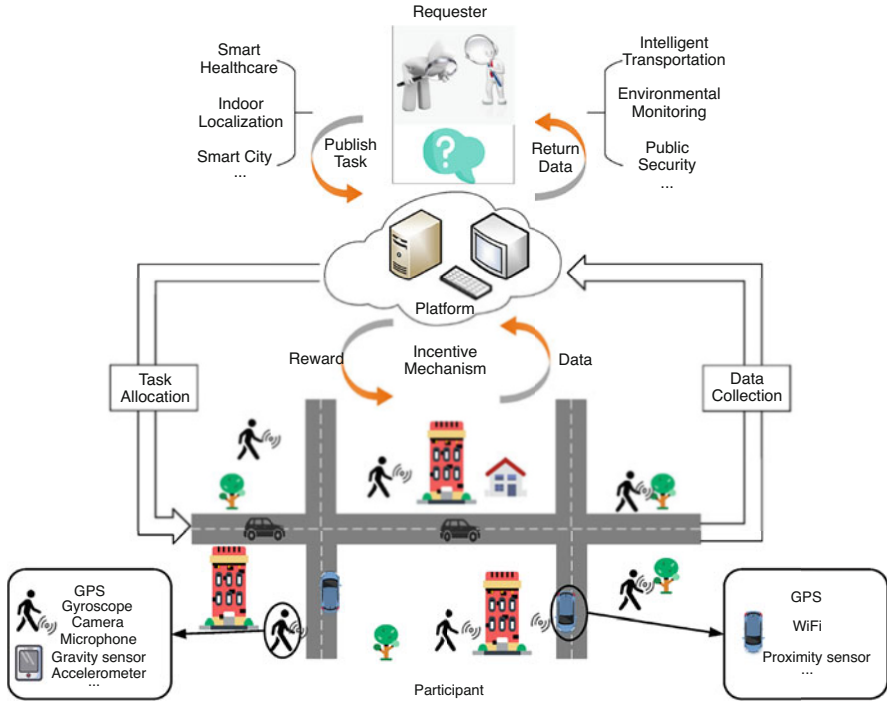 Requester
Smart
Healthcare
Indoor
Localization
Smart City
...
Publish
Task
?
Return
Data
Intelligent
Transportation
Environmental
Monitoring
Public
Security
...
Platform
Reward
Incentive
Mechanism
Data
Task
Allocation
Data
Collection
GPS
Gyroscope
Camera
Microphone
Gravity sensor
Accelerometer
...
GPS
WiFi
Proximity sensor
...
Participant